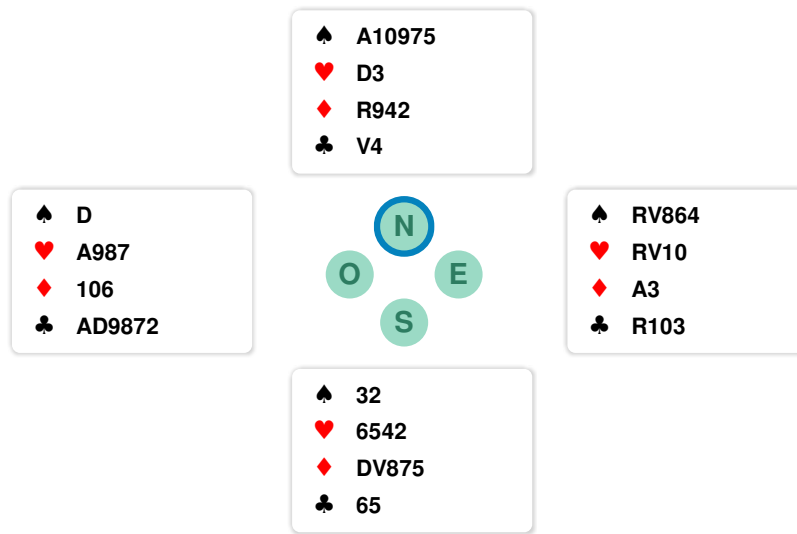 ♠ A10975
♥ D3
♦ R942
♣ V4
♠ D
♥ A987
♦ 106
♣ AD9872
N
O E
S
♠ RV864
♥ RV10
♦ A3
♣ R103
♠ 32
♥ 6542
♦ DV875
♣ 65